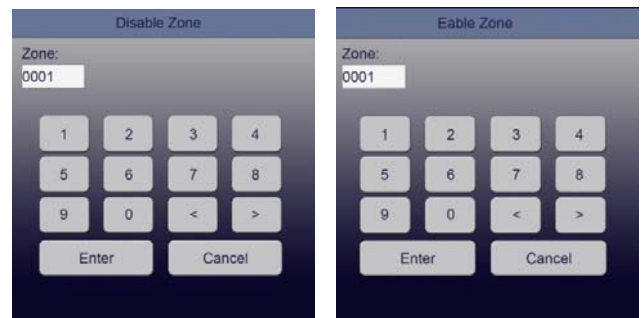 Disable Zone
Zone:
0001
1 2 3 4
5 6 7 8
9 0 < >
Enter Cancel
Eable Zone
Zone:
0001
1 2 3 4
5 6 7 8
9 0 < >
Enter Cancel